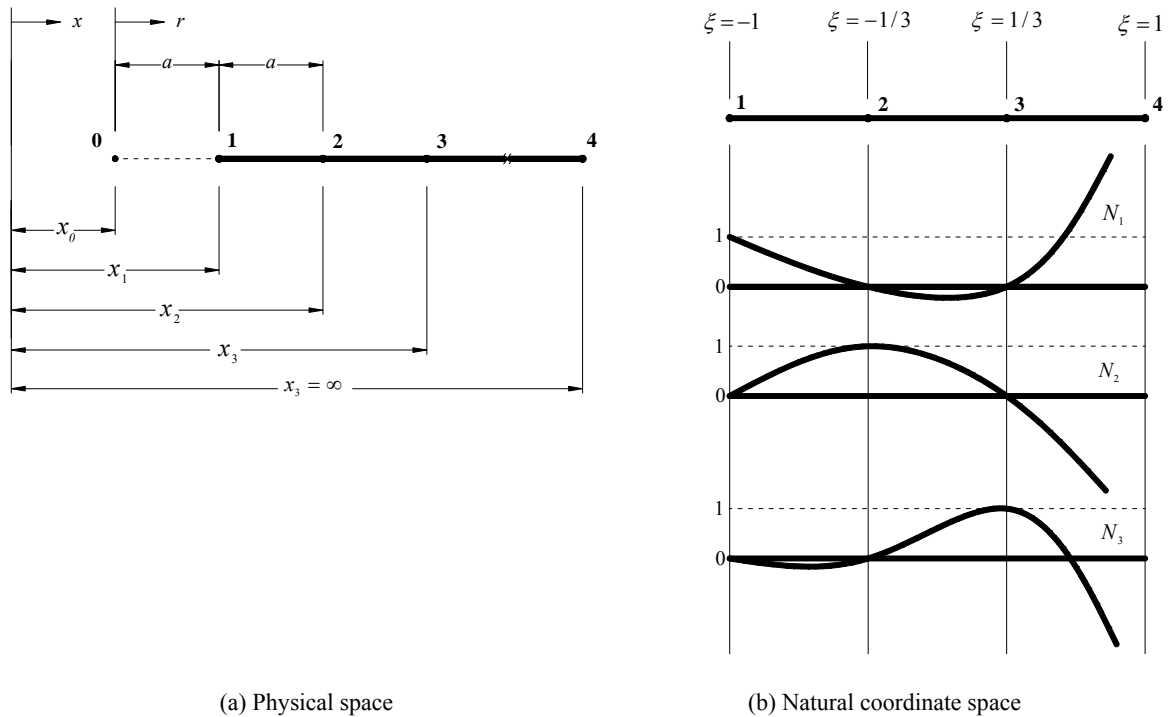 x
r
a
a
0
1
2
3
4
x₀
x₁
x₂
x₃
x₃ = ∞
(a) Physical space
ξ = −1
ξ = −1/3
ξ = 1/3
ξ = 1
1
2
3
4
N₁
1
0
N₂
1
0
N₃
1
0
(b) Natural coordinate space